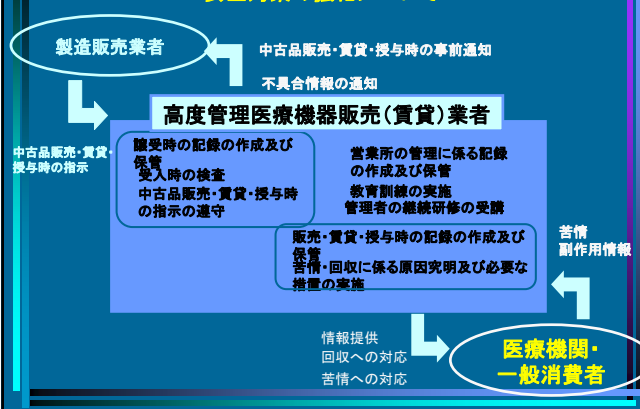 製造販売業者
中古品販売・賃貸・授与時の事前通知
不具合情報の通知
高度管理医療機器販売(賃貸)業者
中古品販売・賃貸・
授与時の指示
譲受時の記録の作成及び
保管
受入時の検査
中古品販売・賃貸・授与時
の指示の遵守
営業所の管理に係る記録
の作成及び保管
教育訓練の実施
管理者の継続研修の受講
販売・賃貸・授与時の記録の作成及び
保管
苦情・回収に係る原因究明及び必要な
措置の実施
苦情
副作用情報
情報提供
回収への対応
苦情への対応
医療機関・
一般消費者